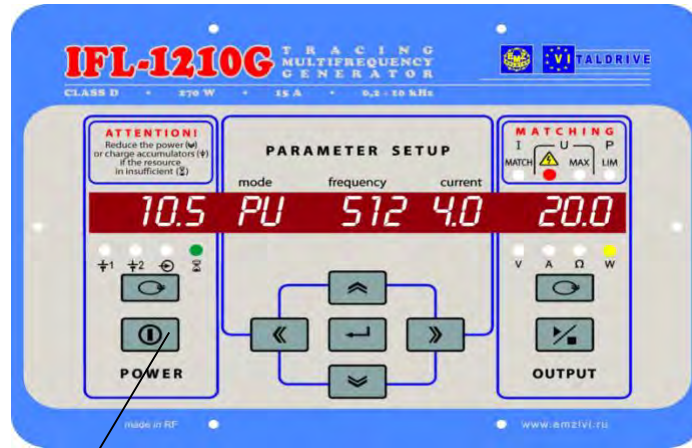 IFL-1210G
TRACING
MULTIFREQUENCY
GENERATOR
VITALDRIVE
CLASS D • 270 W • 15 A • 0,2 - 10 kHz
ATTENTION!
Reduce the power (⩔)
or charge accumulators (⏚)
if the resource
in insufficient (⌛)
PARAMETER SETUP
mode frequency current
MATCHING
I U P
MATCH MAX LIM
10.5 PU 512 4.0 20.0
1 2
V A Ω W
POWER
OUTPUT
made in RF
www.emzivi.ru